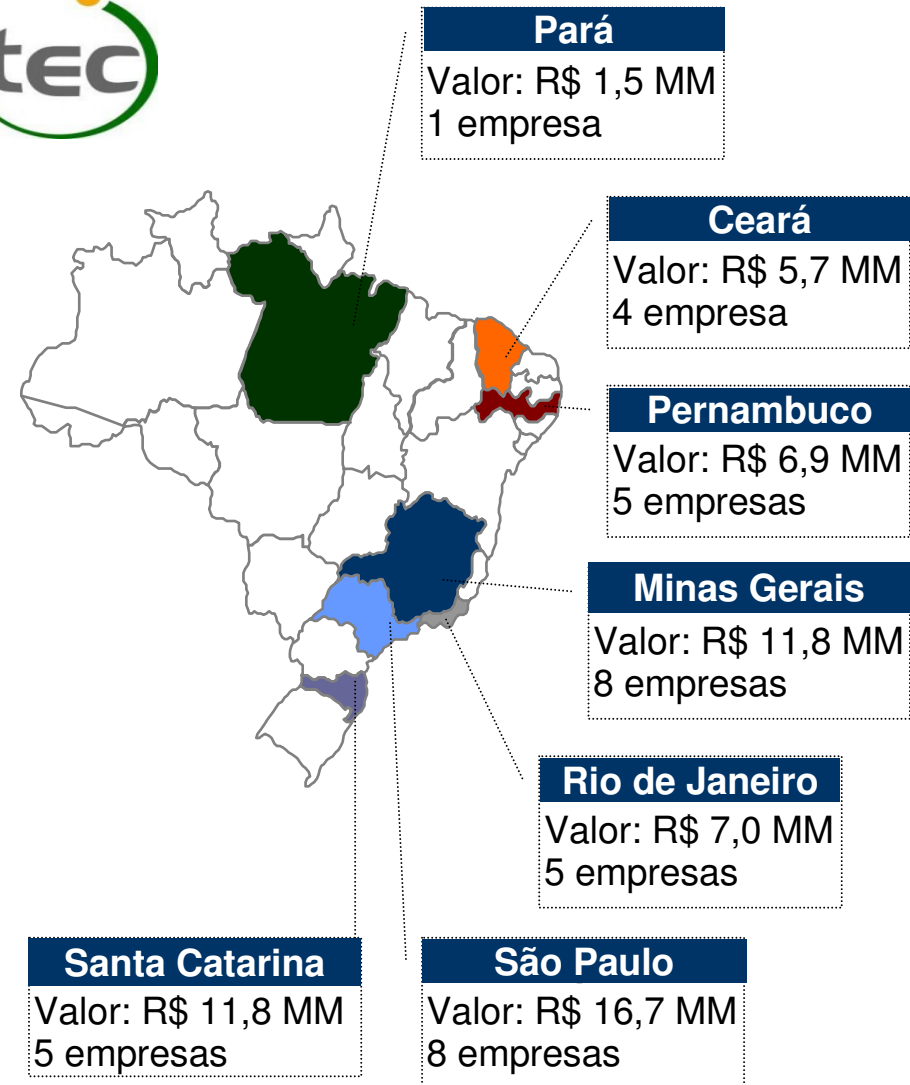 tec
Pará
Valor: R$ 1,5 MM
1 empresa
Ceará
Valor: R$ 5,7 MM
4 empresa
Pernambuco
Valor: R$ 6,9 MM
5 empresas
Minas Gerais
Valor: R$ 11,8 MM
8 empresas
Rio de Janeiro
Valor: R$ 7,0 MM
5 empresas
Santa Catarina
Valor: R$ 11,8 MM
5 empresas
São Paulo
Valor: R$ 16,7 MM
8 empresas